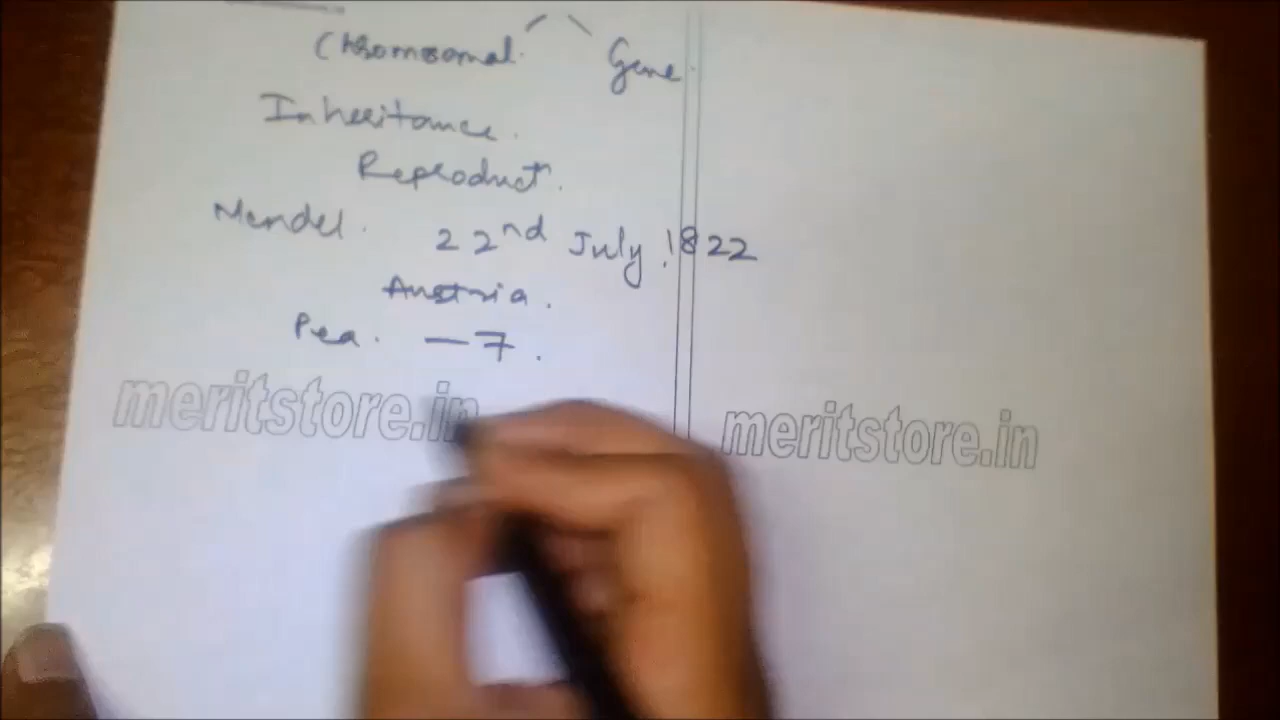 Chromosomal. Gene.
Inheritance.
Reproduct.
Mendel. 22nd July 1822
Austria.
Pea. — 7.
meritstore.in meritstore.in